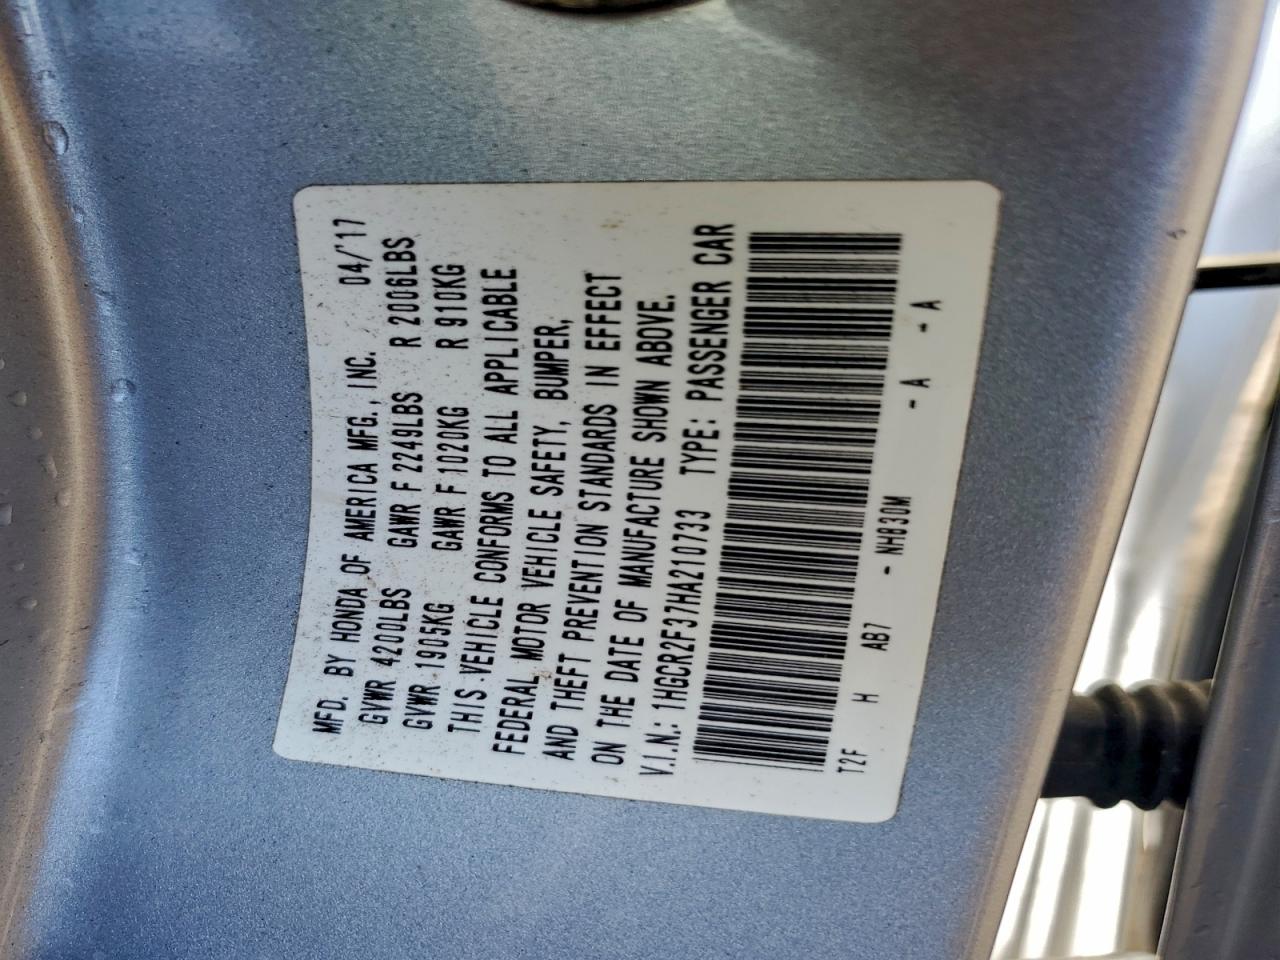 MFD. BY HONDA OF AMERICA MFG., INC. 04/'17
GVWR 4200LBS GAWR F 2249LBS R 2006LBS
GVWR 1905KG GAWR F 1020KG R 910KG
THIS VEHICLE CONFORMS TO ALL APPLICABLE
FEDERAL MOTOR VEHICLE SAFETY, BUMPER,
AND THEFT PREVENTION STANDARDS IN EFFECT
ON THE DATE OF MANUFACTURE SHOWN ABOVE.
V.I.N.: 1HGCR2F37HA210733 TYPE: PASSENGER CAR
T2F H AB7 - NH830M - A - A